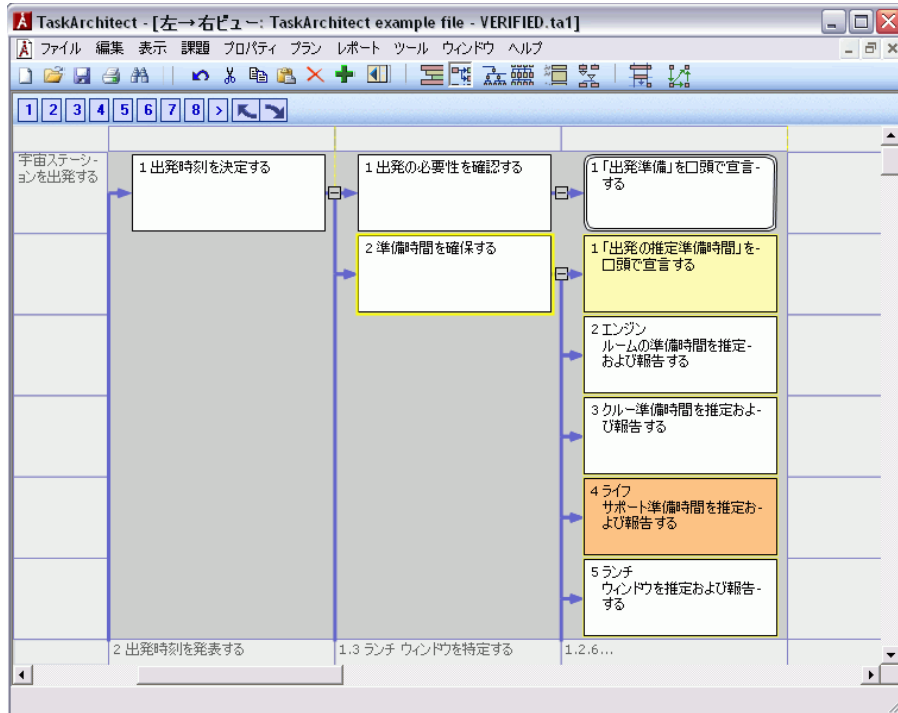 TaskArchitect - [左→右ビュー: TaskArchitect example file - VERIFIED.ta1]
ファイル 編集 表示 課題 プロパティ プラン レポート ツール ウィンドウ ヘルプ
1 2 3 4 5 6 7 8 >
宇宙ステーシ-
ョンを出発する
1 出発時刻を決定する
1 出発の必要性を確認する
1 「出発準備」を口頭で宣言-
する
2 準備時間を確保する
1 「出発の推定準備時間」を-
口頭で宣言する
2 エンジン
ルームの準備時間を推定-
および報告する
3 クルー準備時間を推定およ-
び報告する
4 ライフ
サポート準備時間を推定お-
よび報告する
5 ランチ
ウィンドウを推定および報告-
する
2 出発時刻を発表する
1.3 ランチ ウィンドウを特定する
1.2.6...